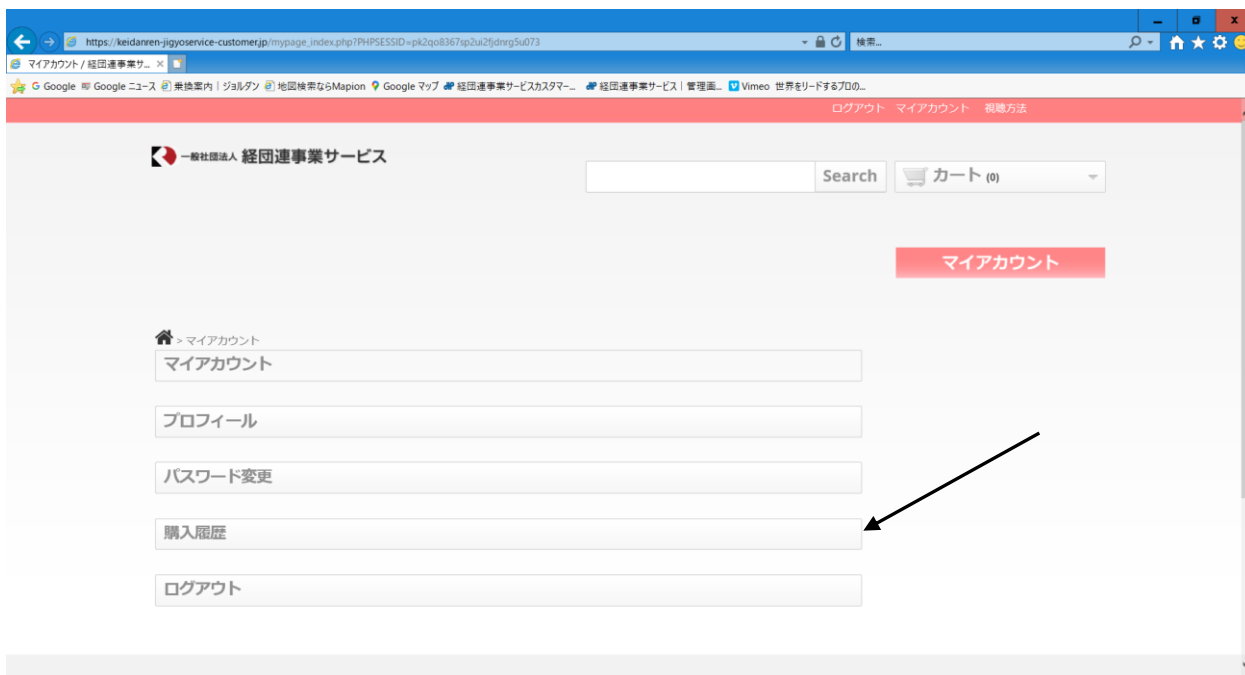 https://keidanren-jigyoservice-customer.jp/mypage_index.php?PHPSESSID=pk2qo8367sp2ui2fjdnrg5u073
検索...
マイアカウント / 経団連事業サ...
Google Google ニュース 乗換案内｜ジョルダン 地図検索ならMapion Google マップ 経団連事業サービスカスタマー... 経団連事業サービス｜管理画... Vimeo 世界をリードするプロの...
ログアウト マイアカウント 視聴方法
一般社団法人 経団連事業サービス
Search
カート (0)
マイアカウント
> マイアカウント
マイアカウント
プロフィール
パスワード変更
購入履歴
ログアウト